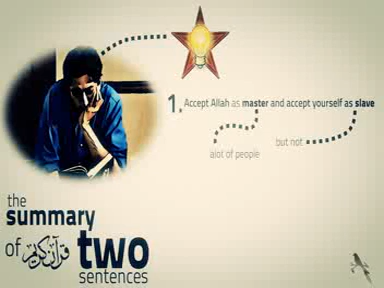 1. Accept Allah as master and accept yourself as slave
alot of people
but not
the
summary
of قرآن كريم two
sentences